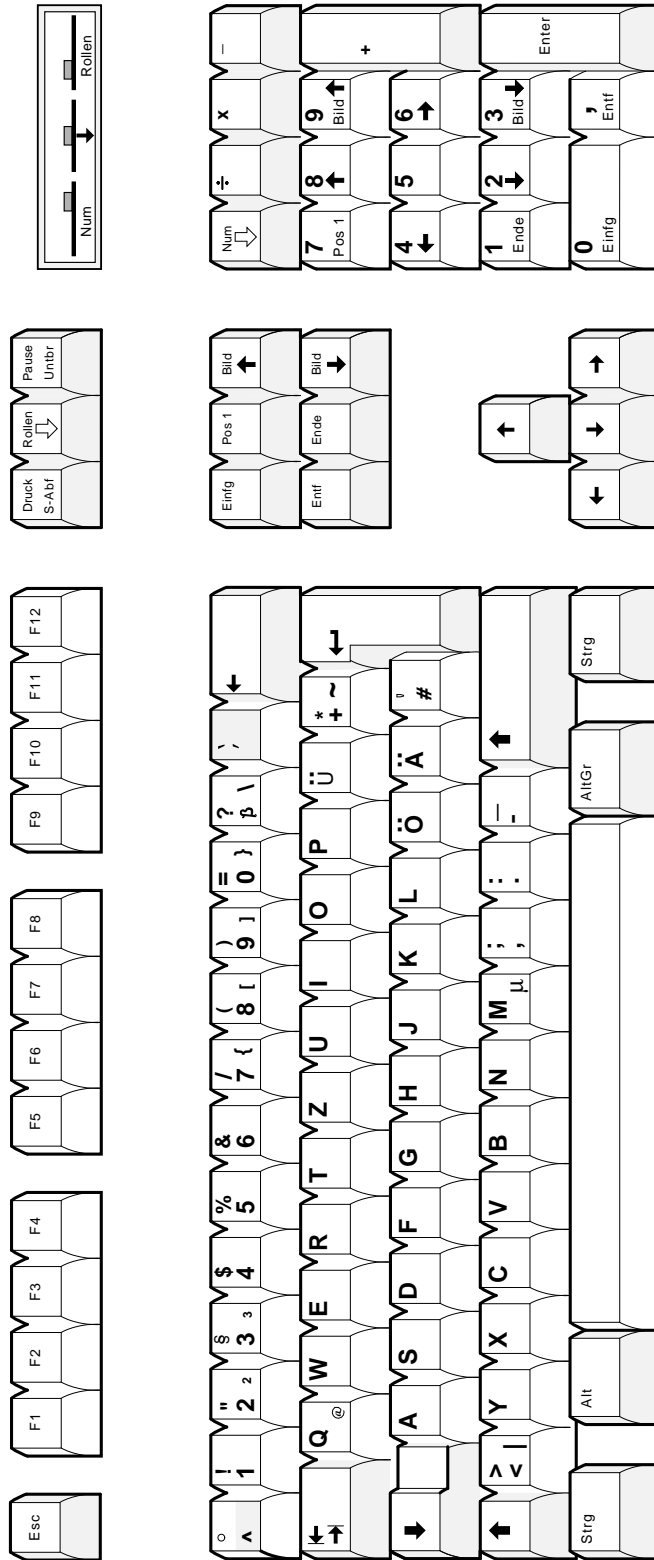 Esc F1 F2 F3 F4 F5 F6 F7 F8 F9 F10 F11 F12 Druck S-Abf Rollen ⇩ Pause Untbr Num ↓ Rollen
° ^ ! 1 " 2 ² § 3 ³ $ 4 % 5 & 6 / 7 { ( 8 [ ) 9 ] = 0 } ? β \ ` ´ ← Einfg Pos 1 Bild ↑ Num ⇩ ÷ x −
Q @ W E R T Z U I O P Ü * + ~ ↵ Entf Ende Bild ↓ 7 Pos 1 8 ↑ 9 Bild ↑ +
↓ A S D F G H J K L Ö Ä ' # 4 ← 5 6 →
↑ > < | Y X C V B N M µ ; , : . _ - ↑ ↑ 1 Ende 2 ↓ 3 Bild ↓ Enter
Strg Alt AltGr Strg ← ↓ → 0 Einfg , Entf